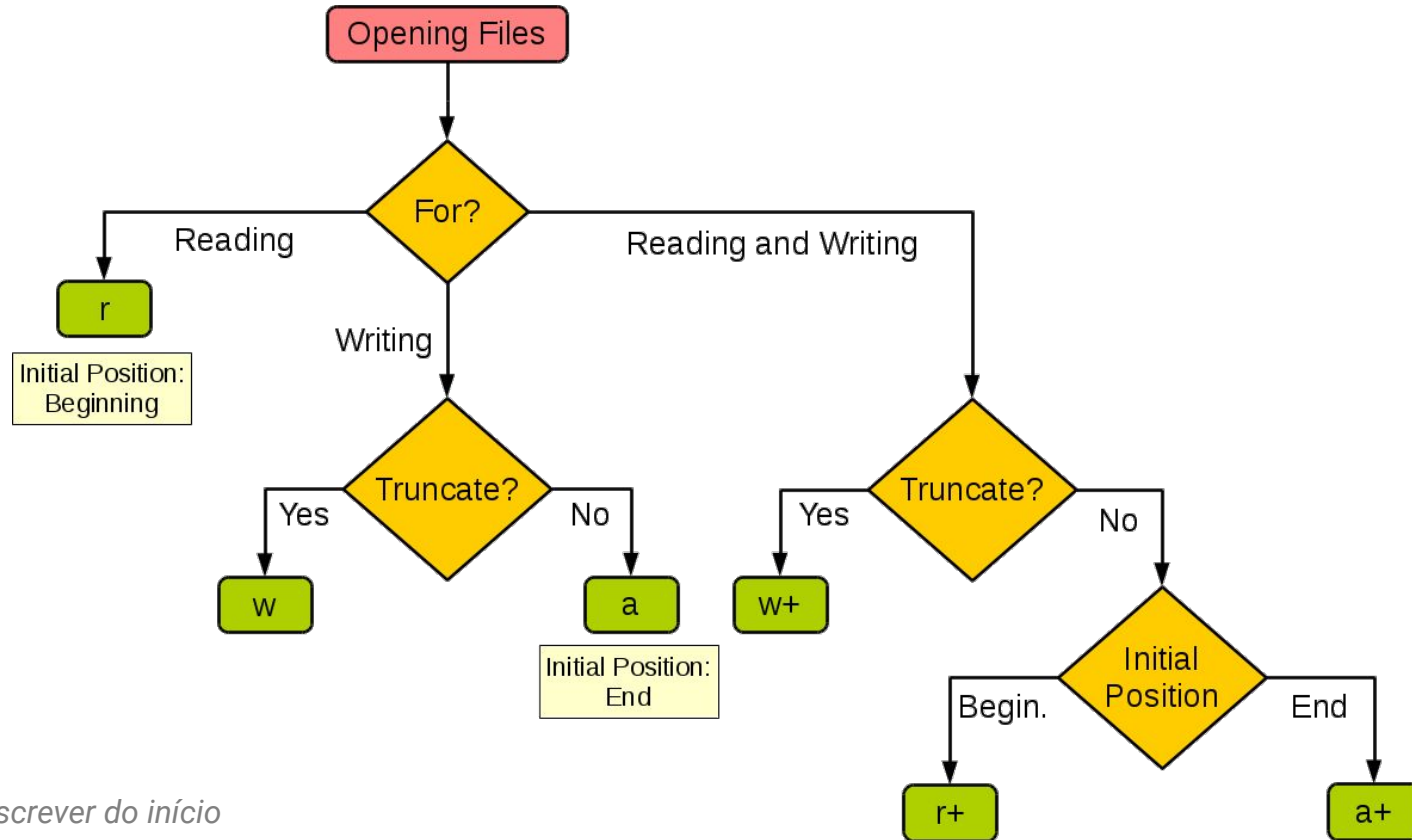 Opening Files
For?
Reading
Reading and Writing
r
Writing
Initial Position:
Beginning
Truncate?
Truncate?
Yes
No
Yes
No
w
a
w+
Initial Position:
End
Initial
Position
Begin.
End
r+
a+
screver do início